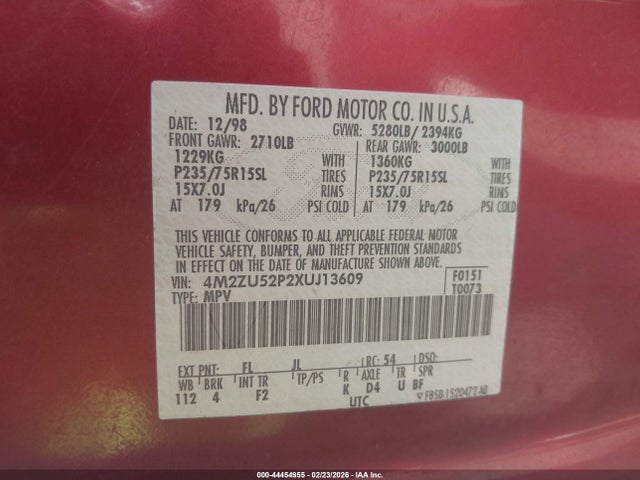 MFD. BY FORD MOTOR CO. IN U.S.A.
DATE: 12/98 GVWR: 5280LB/ 2394KG
FRONT GAWR: 2710LB REAR GAWR: 3000LB
1229KG WITH 1360KG WITH
P235/75R15SL TIRES P235/75R15SL TIRES
15X7.0J RIMS 15X7.0J RIMS
AT 179 kPa/26 PSI COLD AT 179 kPa/26 PSI COLD
THIS VEHICLE CONFORMS TO ALL APPLICABLE FEDERAL MOTOR
VEHICLE SAFETY, BUMPER, AND THEFT PREVENTION STANDARDS
IN EFFECT ON THE DATE OF MANUFACTURE SHOWN ABOVE.
VIN: 4M2ZU52P2XUJ13609 F0151
TYPE: MPV T0073
EXT PNT: FL JL RC: 54 DSO:
WB BRK INT TR TP/PS R AXLE TR SPR
112 4 F2 K D4 U BF
UTC F85B-1520472-AB
000-44454955 | 02/23/2026 | IAA Inc.